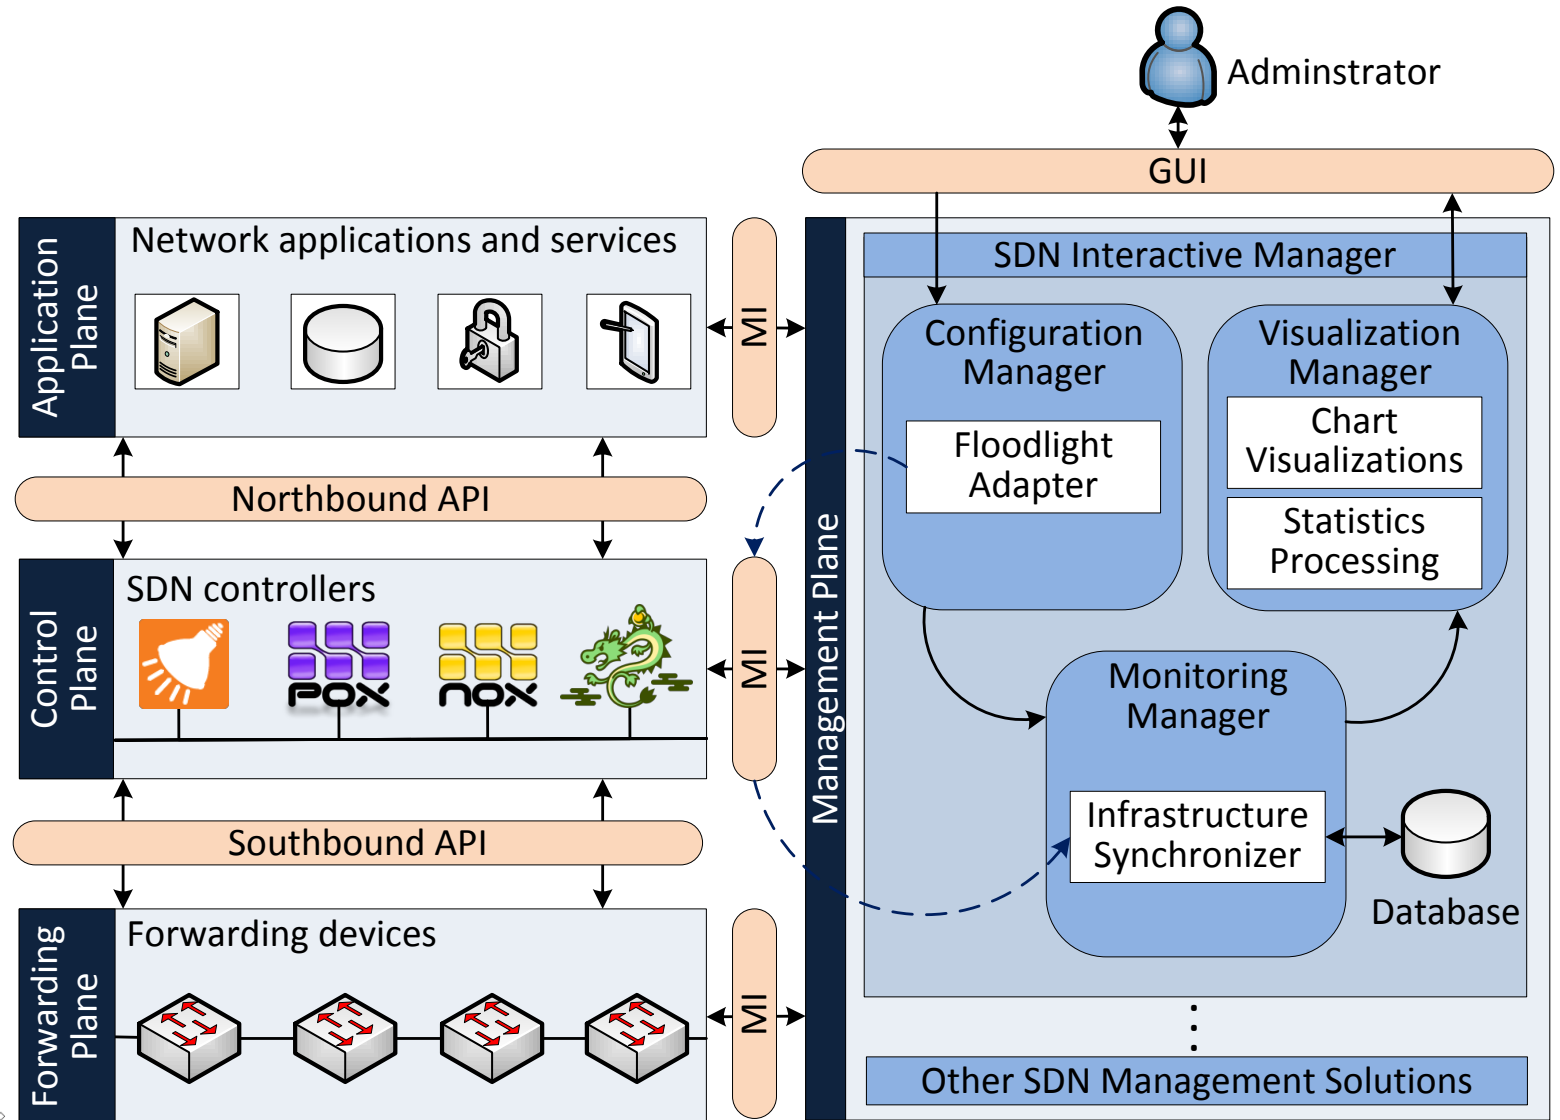 Adminstrator
GUI
Application
Plane
Network applications and services
MI
Northbound API
Control
Plane
SDN controllers
POX
nox
MI
Southbound API
Forwarding
Plane
Forwarding devices
MI
Management Plane
SDN Interactive Manager
Configuration
Manager
Floodlight
Adapter
Visualization
Manager
Chart
Visualizations
Statistics
Processing
Monitoring
Manager
Infrastructure
Synchronizer
Database
Other SDN Management Solutions